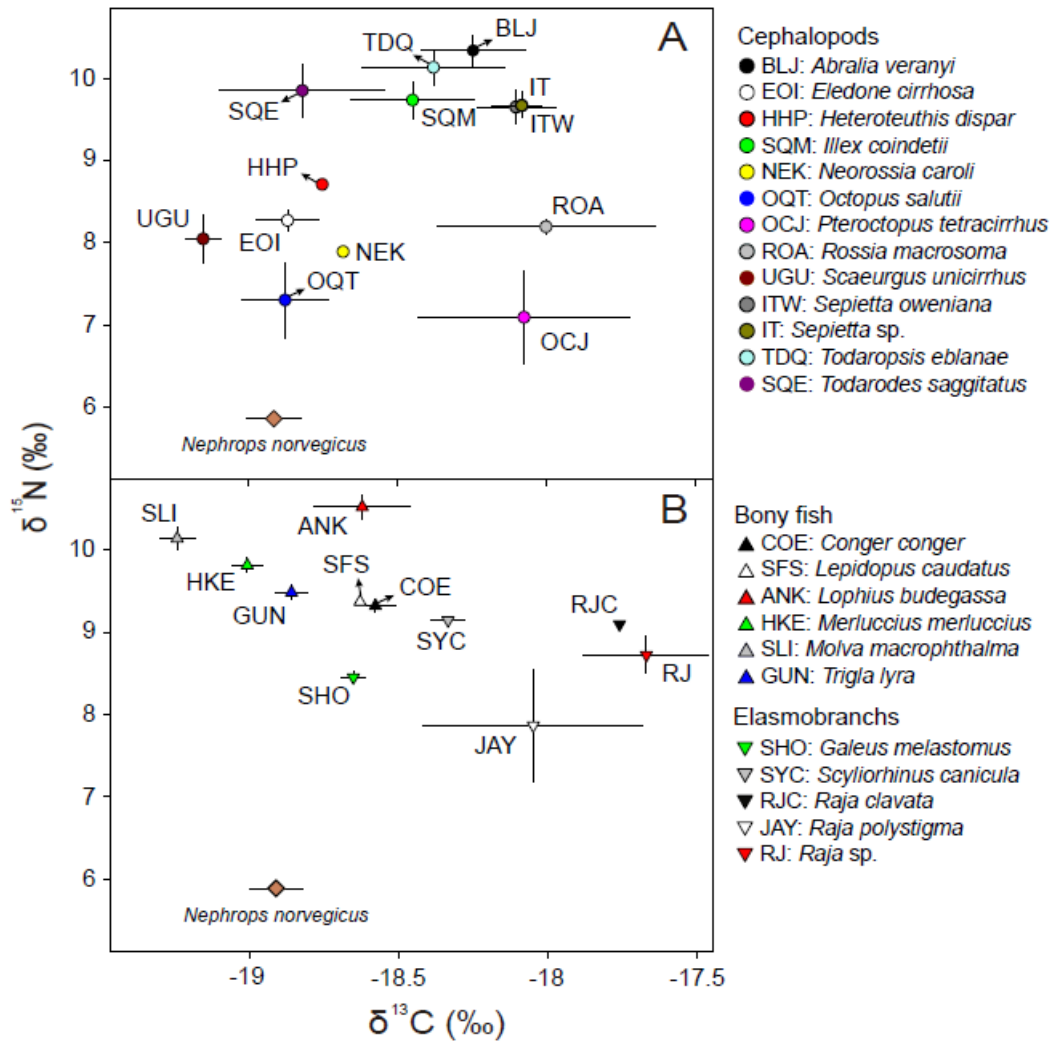 A
BLJ
TDQ
SQE
SQM
IT
ITW
HHP
UGU
EOI
NEK
ROA
OQT
OCJ
Nephrops norvegicus
10
9
8
7
6
B
SLI
ANK
HKE
SFS
GUN
COE
SYC
RJC
SHO
RJ
JAY
Nephrops norvegicus
10
9
8
7
6
-19
-18.5
-18
-17.5
δ¹⁵N (‰)
δ¹³C (‰)
Cephalopods
BLJ: Abralia veranyi
EOI: Eledone cirrhosa
HHP: Heteroteuthis dispar
SQM: Illex coindetii
NEK: Neorossia caroli
OQT: Octopus salutii
OCJ: Pteroctopus tetracirrhus
ROA: Rossia macrosoma
UGU: Scaeurgus unicirrhus
ITW: Sepietta oweniana
IT: Sepietta sp.
TDQ: Todaropsis eblanae
SQE: Todarodes saggitatus
Bony fish
COE: Conger conger
SFS: Lepidopus caudatus
ANK: Lophius budegassa
HKE: Merluccius merluccius
SLI: Molva macrophthalma
GUN: Trigla lyra
Elasmobranchs
SHO: Galeus melastomus
SYC: Scyliorhinus canicula
RJC: Raja clavata
JAY: Raja polystigma
RJ: Raja sp.